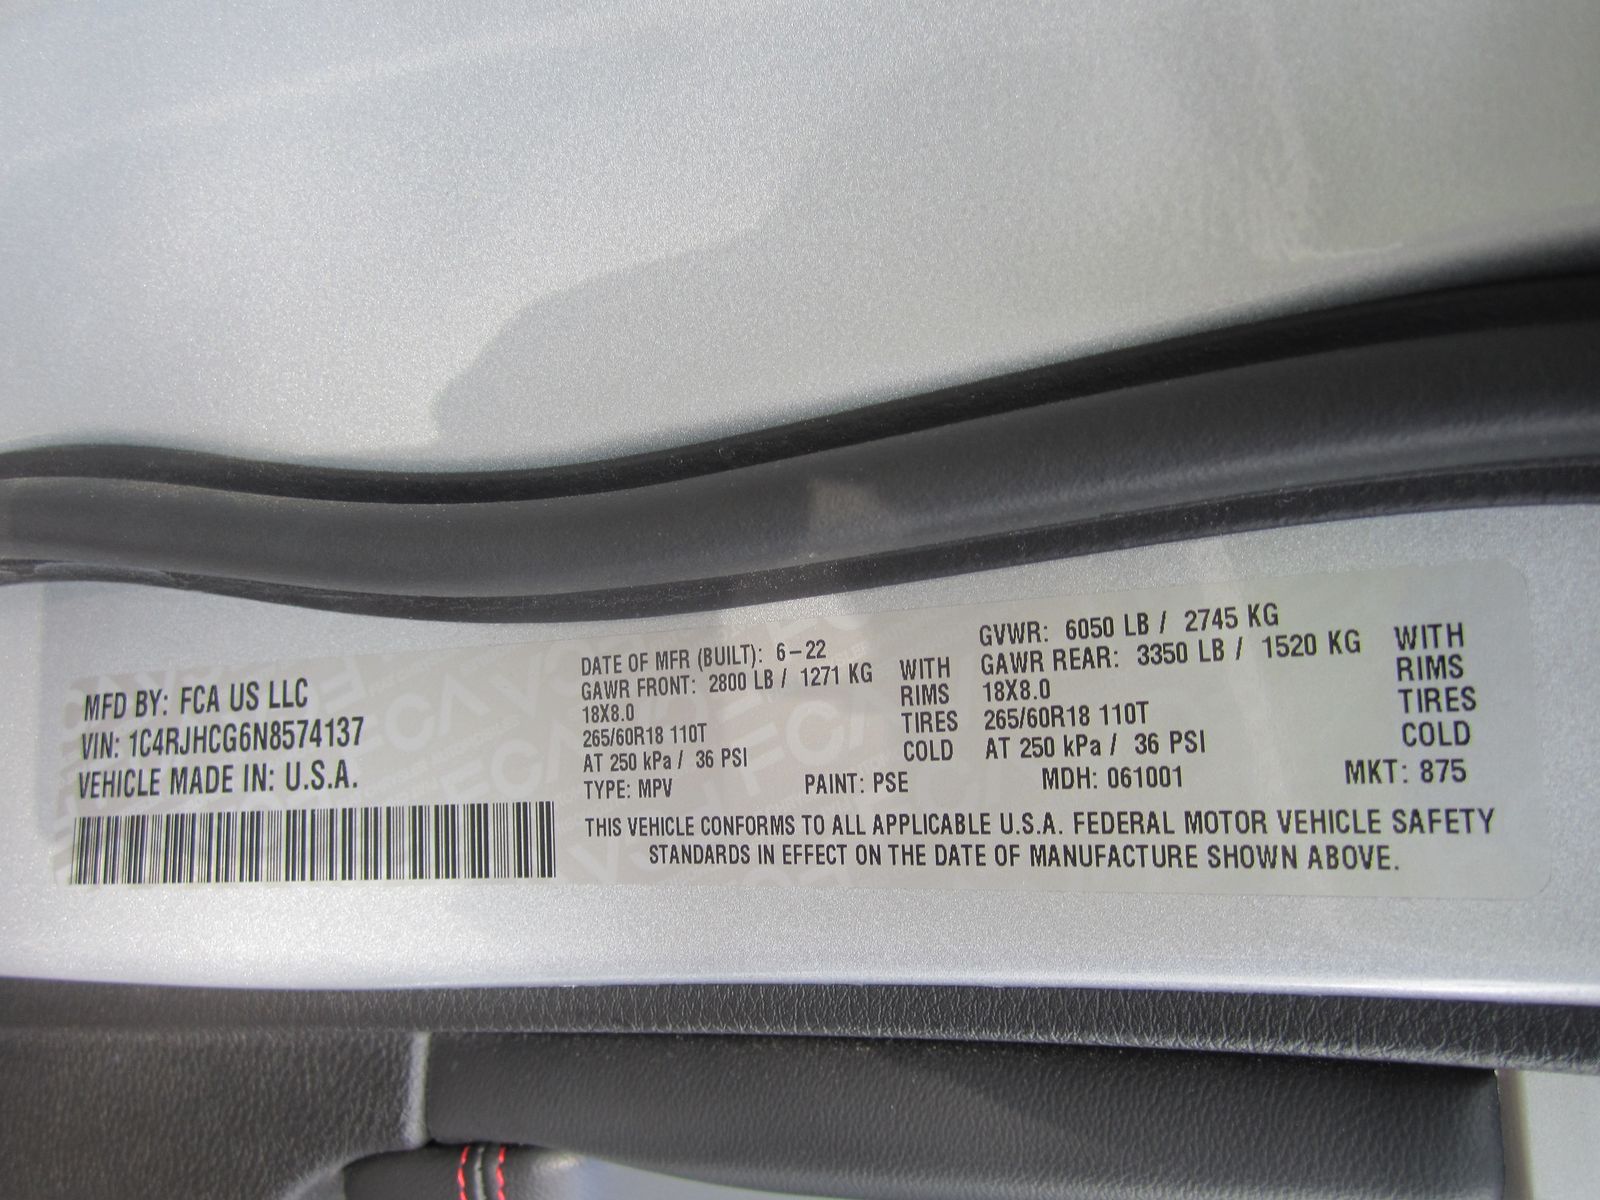 MFD BY: FCA US LLC
VIN: 1C4RJHCG6N8574137
VEHICLE MADE IN: U.S.A.
DATE OF MFR (BUILT): 6-22
GAWR FRONT: 2800 LB / 1271 KG WITH
18X8.0 RIMS
265/60R18 110T TIRES
AT 250 kPa / 36 PSI COLD
GVWR: 6050 LB / 2745 KG
GAWR REAR: 3350 LB / 1520 KG WITH
18X8.0 RIMS
265/60R18 110T TIRES
AT 250 kPa / 36 PSI COLD
TYPE: MPV PAINT: PSE MDH: 061001 MKT: 875
THIS VEHICLE CONFORMS TO ALL APPLICABLE U.S.A. FEDERAL MOTOR VEHICLE SAFETY
STANDARDS IN EFFECT ON THE DATE OF MANUFACTURE SHOWN ABOVE.